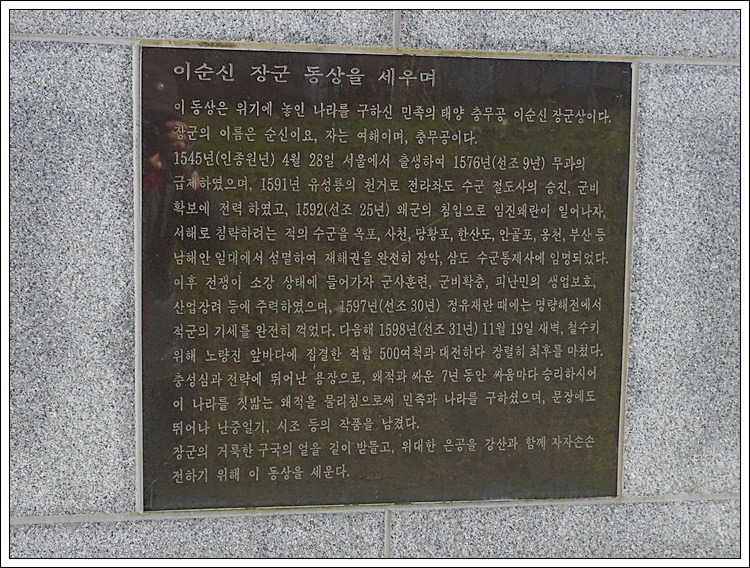 이순신 장군 동상을 세우며
이 동상은 위기에 놓인 나라를 구하신 민족의 태양 충무공 이순신 장군상이다.
장군의 이름은 순신이요, 자는 여해이며, 충무공이다.
1545년(인종원년) 4월 28일 서울에서 출생하여 1576년(선조 9년) 무과의
급제하였으며, 1591년 유성룡의 천거로 전라좌도 수군 절도사의 승진, 군비
확보에 전력 하였고, 1592(선조 25년) 왜군의 침입으로 임진왜란이 일어나자,
서해로 침략하려는 적의 수군을 옥포, 사천, 당황포, 한산도, 안골포, 웅천, 부산 등
남해안 일대에서 섬멸하여 재해권을 완전히 장악, 삼도 수군통제사에 임명되었다.
이후 전쟁이 소강 상태에 들어가자 군사훈련, 군비확충, 피난민의 생업보호,
산업장려 등에 주력하였으며, 1597년(선조 30년) 정유재란 때에는 명량해전에서
적군의 기세를 완전히 꺽었다. 다음해 1598년(선조 31년) 11월 19일 새벽, 철수키
위해 노량진 앞바다에 집결한 적함 500여척과 대전하다 장렬히 최후를 마쳤다.
충성심과 전략에 뛰어난 용장으로, 왜적과 싸운 7년 동안 싸움마다 승리하시어
이 나라를 짓밟는 왜적을 물리침으로써 민족과 나라를 구하셨으며, 문장에도
뛰어나 난중일기, 시조 등의 작품을 남겼다.
장군의 거룩한 구국의 얼을 길이 받들고, 위대한 은공을 강산과 함께 자자손손
전하기 위해 이 동상을 세운다.